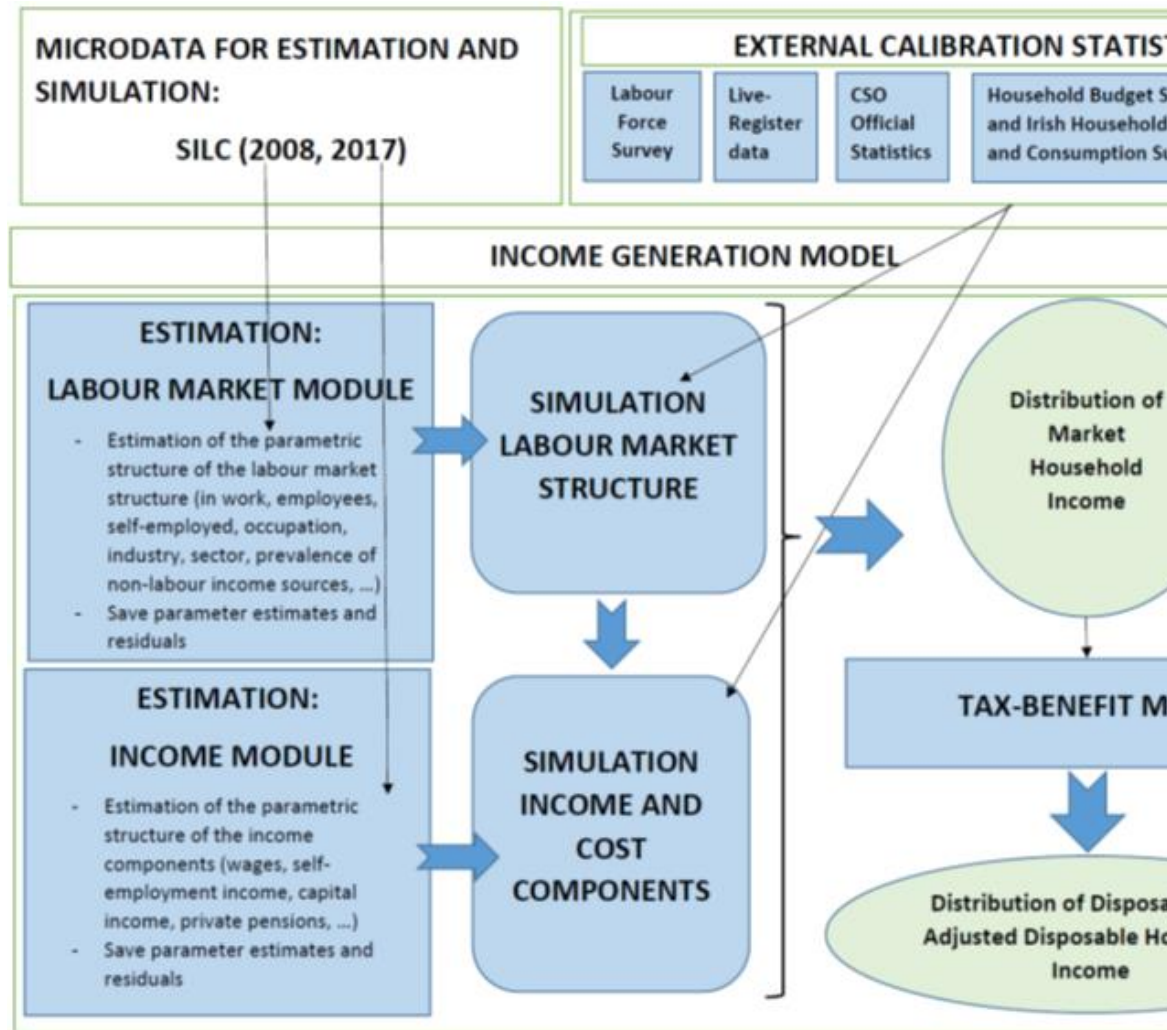 MICRODATA FOR ESTIMATION AND
SIMULATION:
SILC (2008, 2017)
EXTERNAL CALIBRATION
Labour
Force
Survey
Live-
Register
data
CSO
Official
Statistics
Household Budget
and Irish Household
and Consumption
INCOME GENERATION MODEL
ESTIMATION:
LABOUR MARKET MODULE
- Estimation of the parametric
structure of the labour market
structure (in work, employees,
self-employed, occupation,
industry, sector, prevalence of
non-labour income sources, ...)
- Save parameter estimates and
residuals
SIMULATION
LABOUR MARKET
STRUCTURE
ESTIMATION:
INCOME MODULE
- Estimation of the parametric
structure of the income
components (wages, self-
employment income, capital
income, private pensions, ...)
- Save parameter estimates and
residuals
SIMULATION
INCOME AND
COST
COMPONENTS
Distribution of
Market
Household
Income
TAX-BENEFIT
Distribution of
Adjusted Disposable
Income